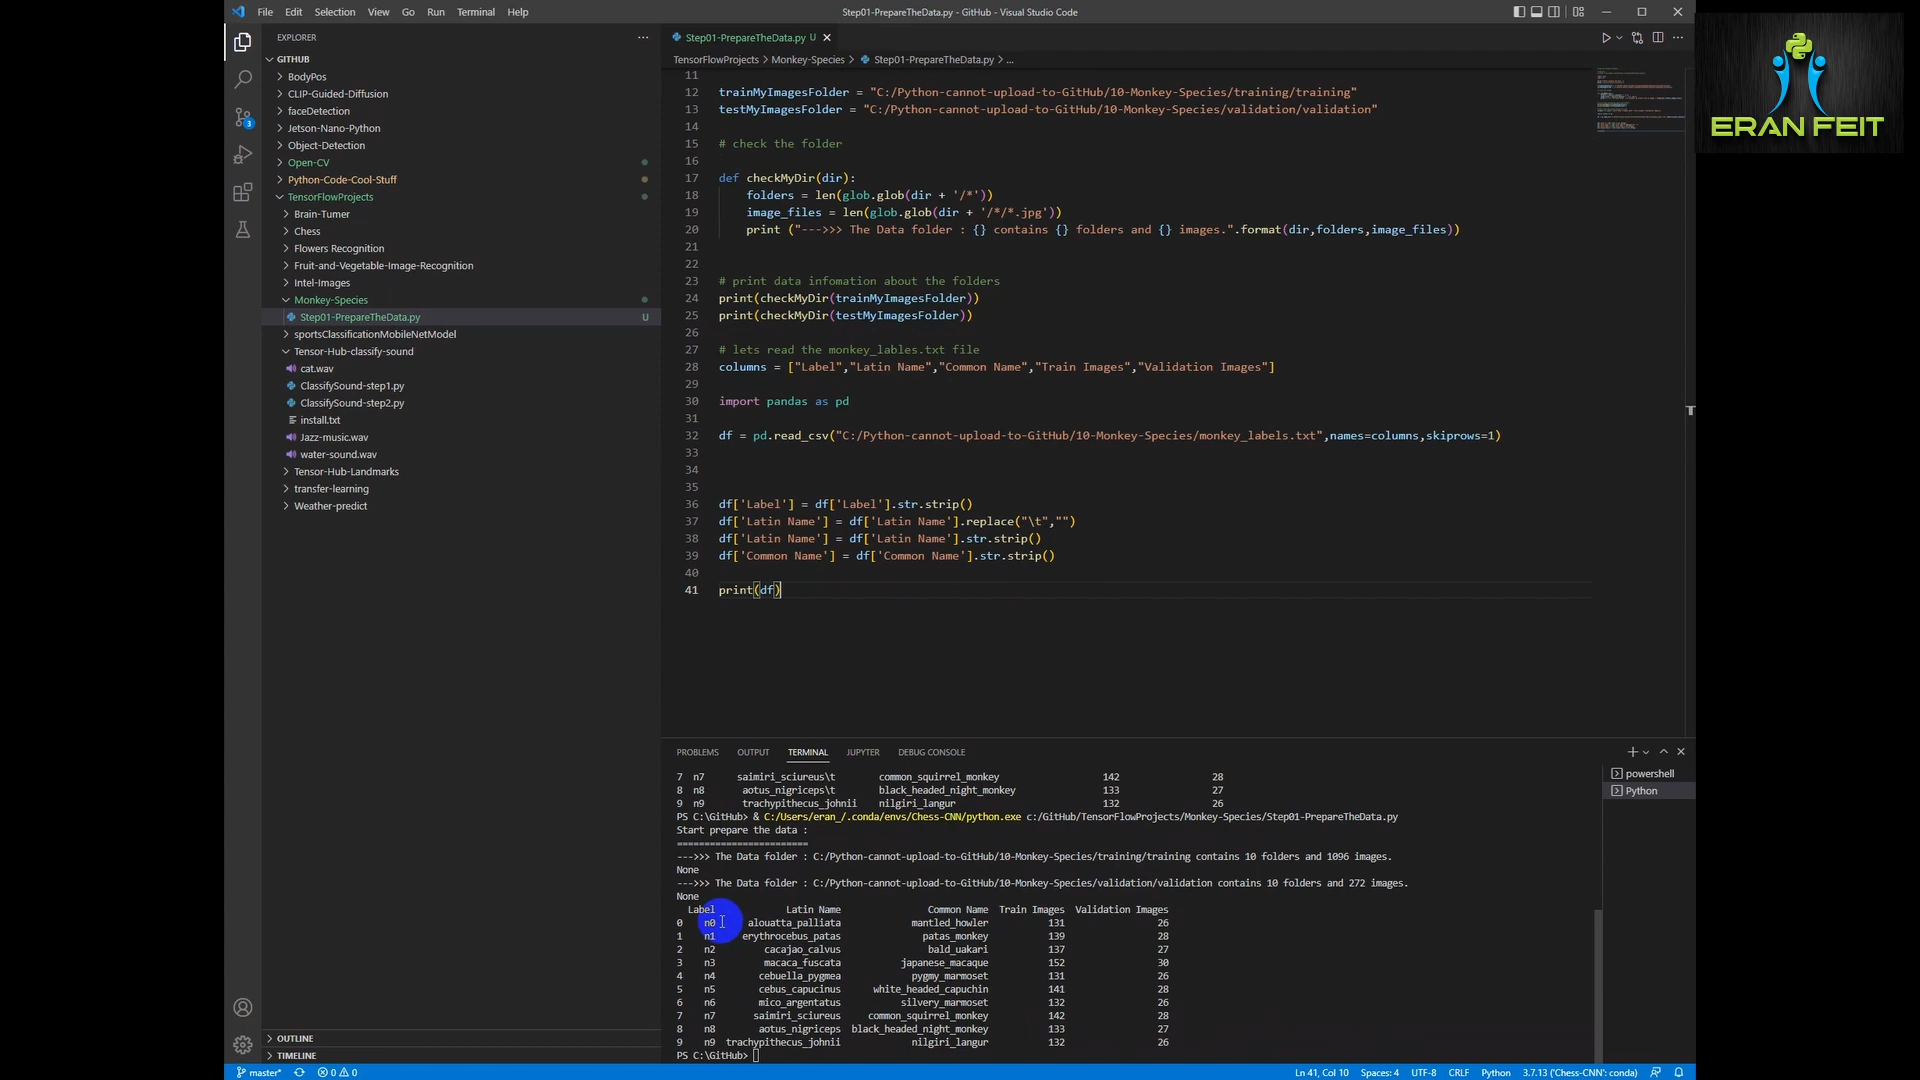 File Edit Selection View Go Run Terminal Help
Step01-PrepareTheData.py - GitHub - Visual Studio Code
ERAN FEIT
EXPLORER
GITHUB
BodyPos
CLIP-Guided-Diffusion
faceDetection
Jetson-Nano-Python
Object-Detection
Open-CV
Python-Code-Cool-Stuff
TensorFlowProjects
Brain-Tumer
Chess
Flowers Recognition
Fruit-and-Vegetable-Image-Recognition
Intel-Images
Monkey-Species
Step01-PrepareTheData.py U
sportsClassificationMobileNetModel
Tensor-Hub-classify-sound
cat.wav
ClassifySound-step1.py
ClassifySound-step2.py
install.txt
Jazz-music.wav
water-sound.wav
Tensor-Hub-Landmarks
transfer-learning
Weather-predict
OUTLINE
TIMELINE
3
Step01-PrepareTheData.py U
TensorFlowProjects > Monkey-Species > Step01-PrepareTheData.py > ...
11
12 trainMyImagesFolder = "C:/Python-cannot-upload-to-GitHub/10-Monkey-Species/training/training"
13 testMyImagesFolder = "C:/Python-cannot-upload-to-GitHub/10-Monkey-Species/validation/validation"
14
15 # check the folder
16
17 def checkMyDir(dir):
18 folders = len(glob.glob(dir + '/*'))
19 image_files = len(glob.glob(dir + '/*/*.jpg'))
20 print ("--->>> The Data folder : {} contains {} folders and {} images.".format(dir,folders,image_files))
21
22
23 # print data infomation about the folders
24 print(checkMyDir(trainMyImagesFolder))
25 print(checkMyDir(testMyImagesFolder))
26
27 # lets read the monkey_lables.txt file
28 columns = ["Label","Latin Name","Common Name","Train Images","Validation Images"]
29
30 import pandas as pd
31
32 df = pd.read_csv("C:/Python-cannot-upload-to-GitHub/10-Monkey-Species/monkey_labels.txt",names=columns,skiprows=1)
33
34
35
36 df['Label'] = df['Label'].str.strip()
37 df['Latin Name'] = df['Latin Name'].replace("\t","")
38 df['Latin Name'] = df['Latin Name'].str.strip()
39 df['Common Name'] = df['Common Name'].str.strip()
40
41 print(df)
PROBLEMS OUTPUT TERMINAL JUPYTER DEBUG CONSOLE
powershell
Python
7 n7 saimiri_sciureus\t common_squirrel_monkey 142 28
8 n8 aotus_nigriceps\t black_headed_night_monkey 133 27
9 n9 trachypithecus_johnii nilgiri_langur 132 26
PS C:\GitHub> & C:/Users/eran_/.conda/envs/Chess-CNN/python.exe c:/GitHub/TensorFlowProjects/Monkey-Species/Step01-PrepareTheData.py
Start prepare the data :
========================
--->>> The Data folder : C:/Python-cannot-upload-to-GitHub/10-Monkey-Species/training/training contains 10 folders and 1096 images.
None
--->>> The Data folder : C:/Python-cannot-upload-to-GitHub/10-Monkey-Species/validation/validation contains 10 folders and 272 images.
None
Label Latin Name Common Name Train Images Validation Images
0 n0 alouatta_palliata mantled_howler 131 26
1 n1 erythrocebus_patas patas_monkey 139 28
2 n2 cacajao_calvus bald_uakari 137 27
3 n3 macaca_fuscata japanese_macaque 152 30
4 n4 cebuella_pygmea pygmy_marmoset 131 26
5 n5 cebus_capucinus white_headed_capuchin 141 28
6 n6 mico_argentatus silvery_marmoset 132 26
7 n7 saimiri_sciureus common_squirrel_monkey 142 28
8 n8 aotus_nigriceps black_headed_night_monkey 133 27
9 n9 trachypithecus_johnii nilgiri_langur 132 26
PS C:\GitHub>
master* 0 0 Ln 41, Col 10 Spaces: 4 UTF-8 CRLF Python 3.7.13 ('Chess-CNN': conda)